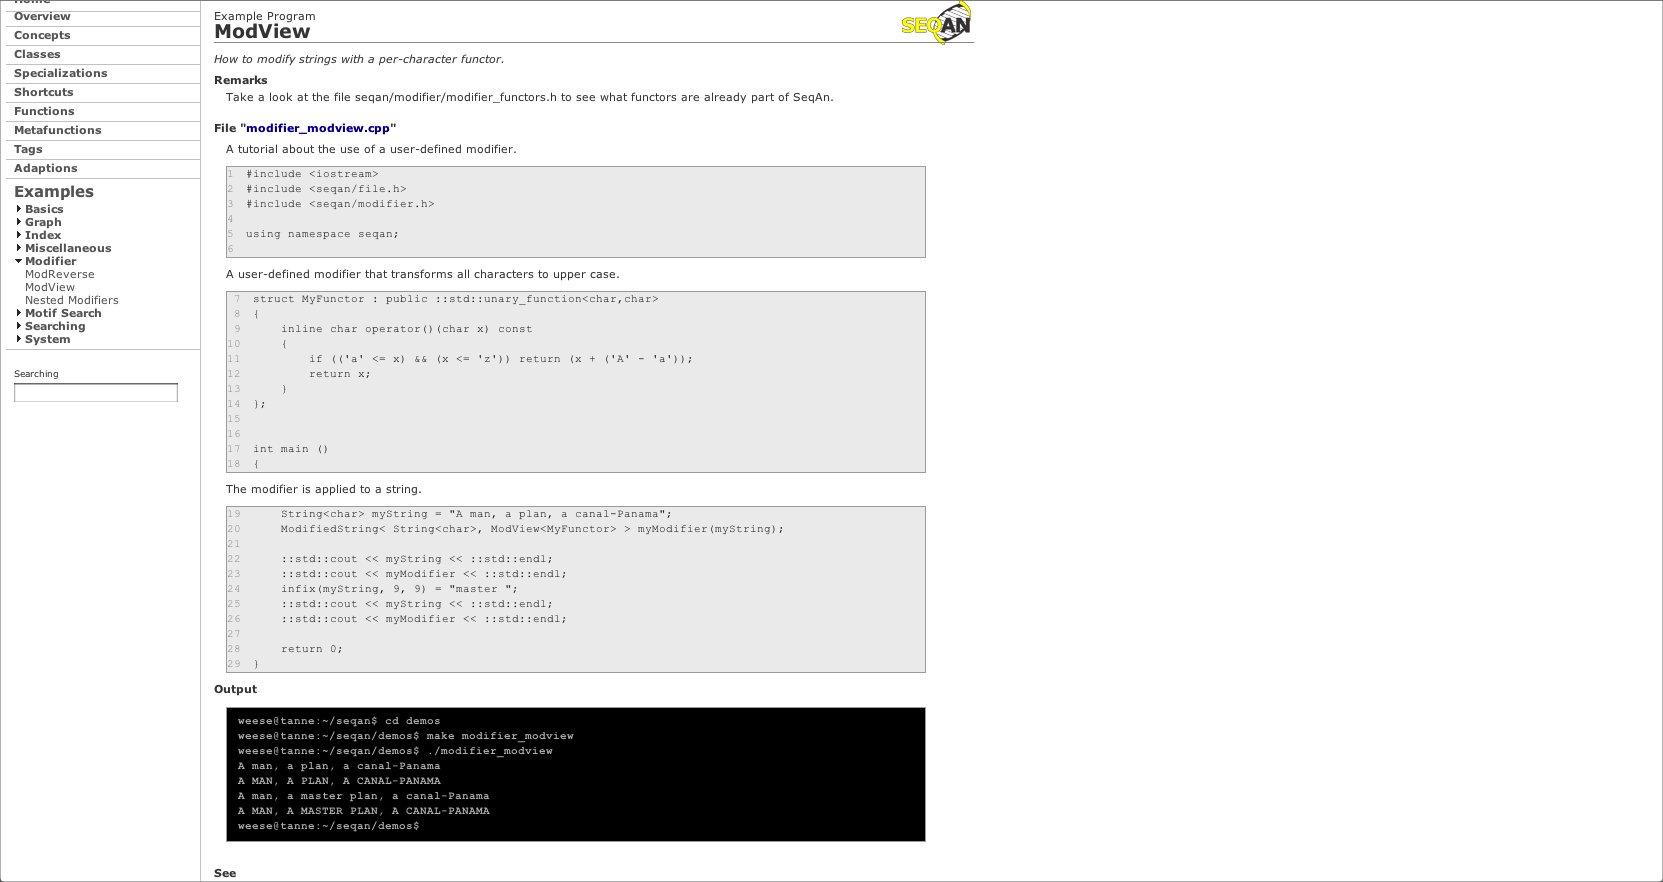 Home
Overview
Concepts
Classes
Specializations
Shortcuts
Functions
Metafunctions
Tags
Adaptions
Examples
Basics
Graph
Index
Miscellaneous
Modifier
ModReverse
ModView
Nested Modifiers
Motif Search
Searching
System
Searching
Example Program
ModView
SEQAN
How to modify strings with a per-character functor.
Remarks
Take a look at the file seqan/modifier/modifier_functors.h to see what functors are already part of SeqAn.
File "modifier_modview.cpp"
A tutorial about the use of a user-defined modifier.
1 #include <iostream>
2 #include <seqan/file.h>
3 #include <seqan/modifier.h>
4
5 using namespace seqan;
6
A user-defined modifier that transforms all characters to upper case.
7 struct MyFunctor : public ::std::unary_function<char,char>
8 {
9     inline char operator()(char x) const
10     {
11         if (('a' <= x) && (x <= 'z')) return (x + ('A' - 'a'));
12         return x;
13     }
14 };
15
16
17 int main ()
18 {
The modifier is applied to a string.
19     String<char> myString = "A man, a plan, a canal-Panama";
20     ModifiedString< String<char>, ModView<MyFunctor> > myModifier(myString);
21
22     ::std::cout << myString << ::std::endl;
23     ::std::cout << myModifier << ::std::endl;
24     infix(myString, 9, 9) = "master ";
25     ::std::cout << myString << ::std::endl;
26     ::std::cout << myModifier << ::std::endl;
27
28     return 0;
29 }
Output
weese@tanne:~/seqan$ cd demos
weese@tanne:~/seqan/demos$ make modifier_modview
weese@tanne:~/seqan/demos$ ./modifier_modview
A man, a plan, a canal-Panama
A MAN, A PLAN, A CANAL-PANAMA
A man, a master plan, a canal-Panama
A MAN, A MASTER PLAN, A CANAL-PANAMA
weese@tanne:~/seqan/demos$
See